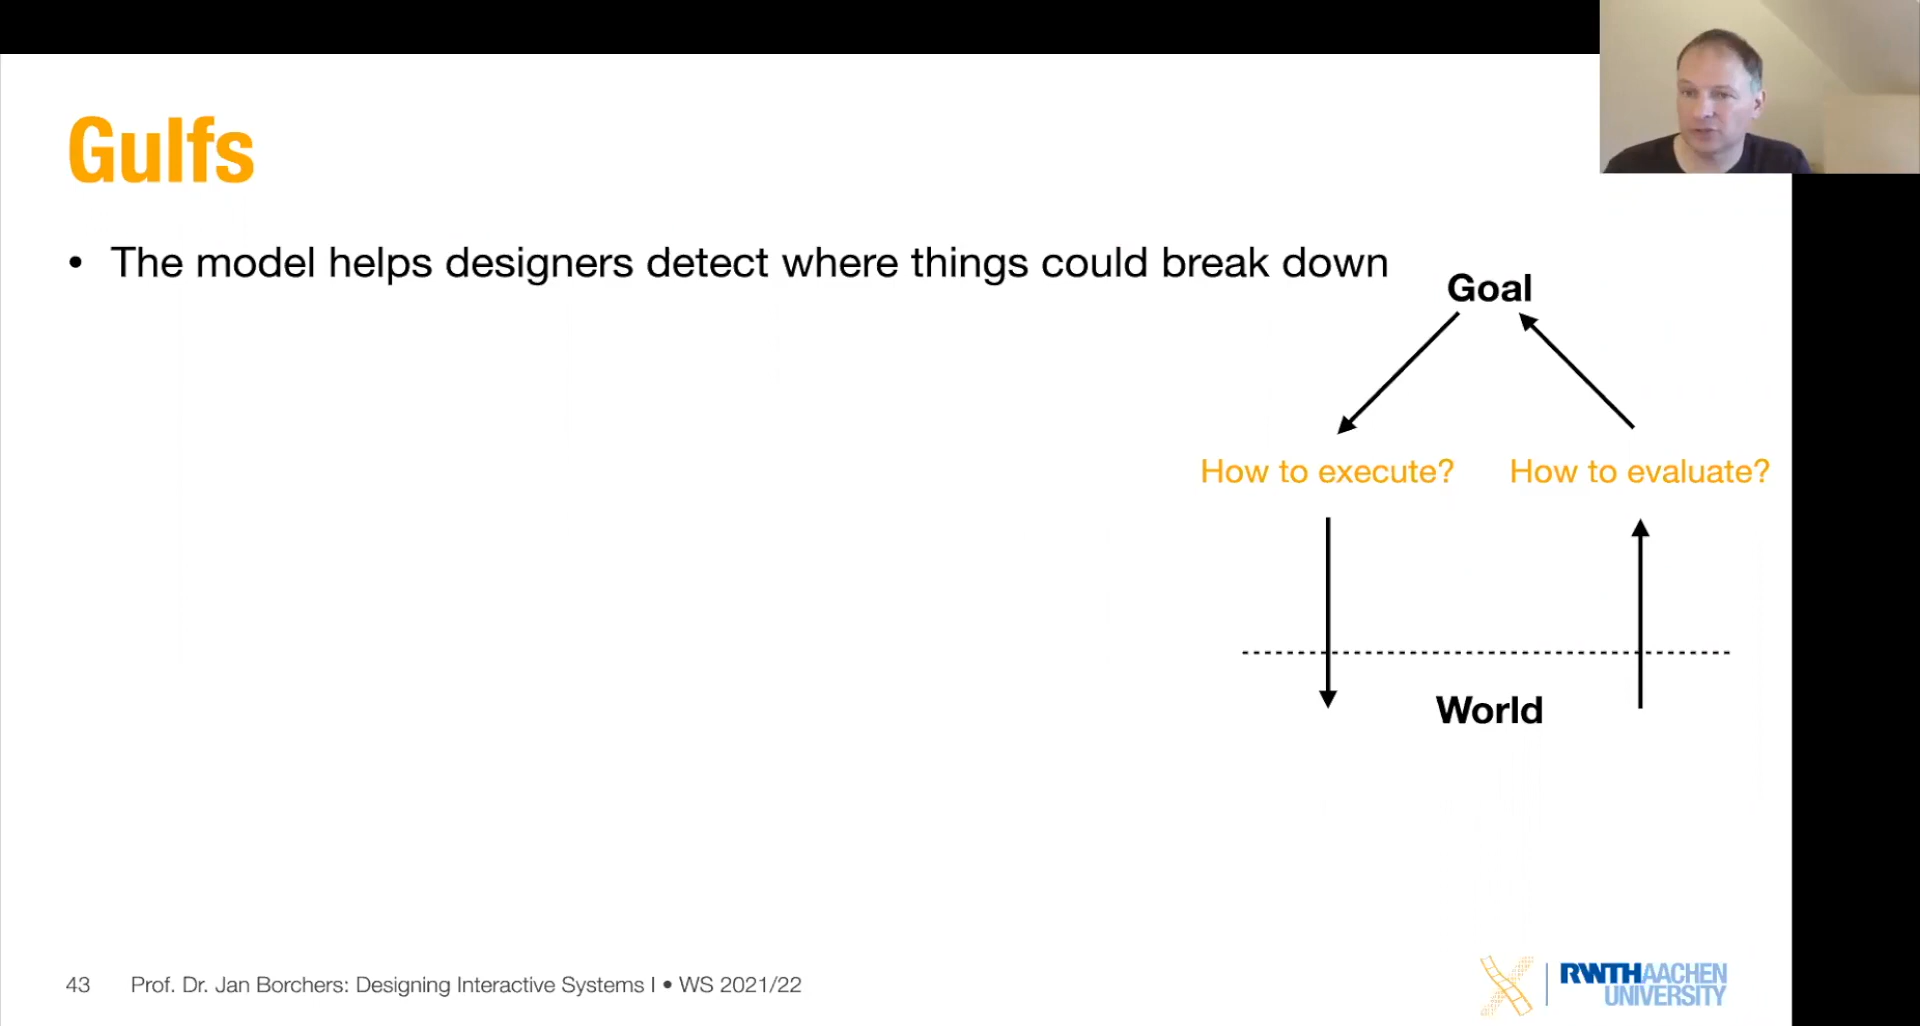 Gulfs
• The model helps designers detect where things could break down
Goal
How to execute? How to evaluate?
World
43 Prof. Dr. Jan Borchers: Designing Interactive Systems I • WS 2021/22
RWTHAACHEN
UNIVERSITY